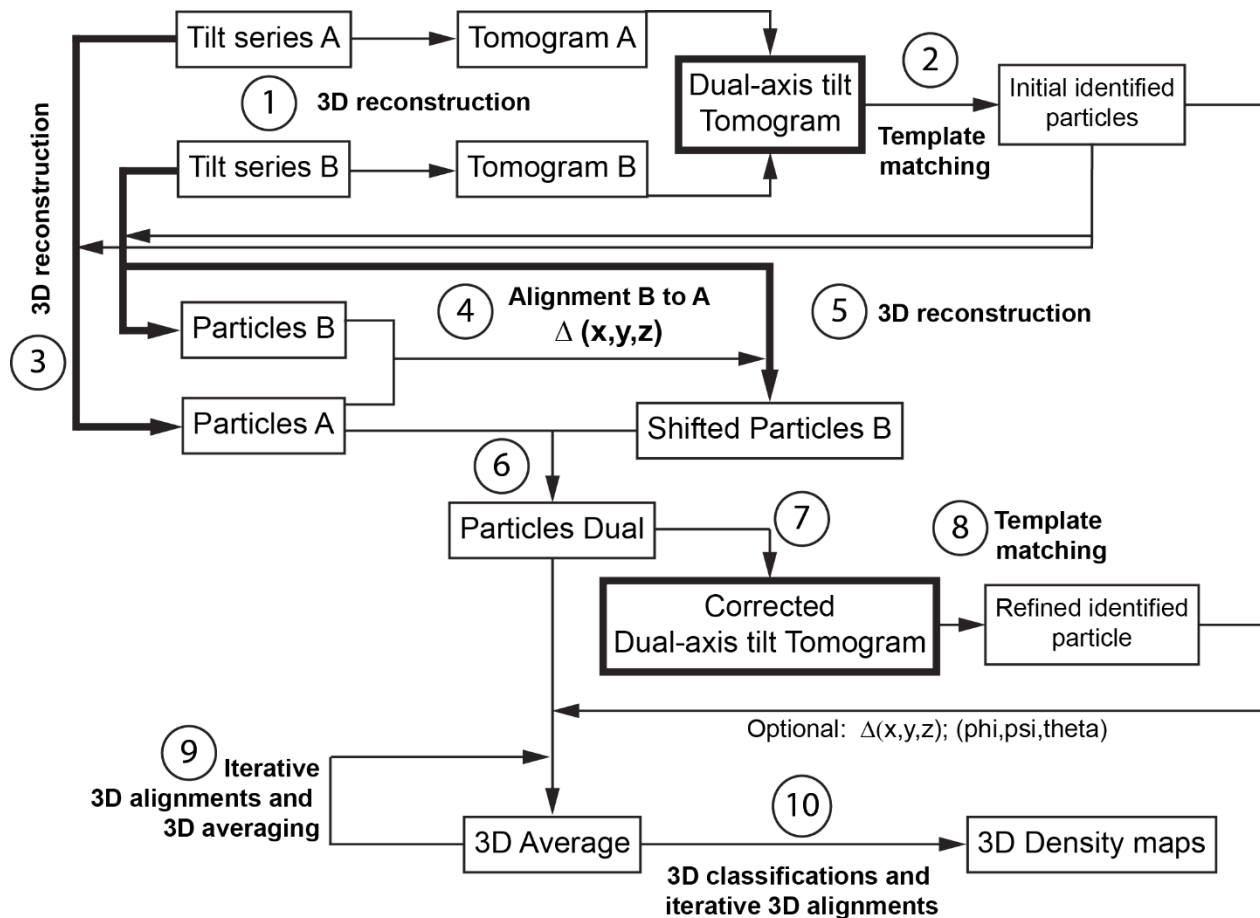 Tilt series A
Tomogram A
1
3D reconstruction
Dual-axis tilt
Tomogram
2
Template
matching
Initial identified
particles
Tilt series B
Tomogram B
3D reconstruction
3
4
Alignment B to A
Δ (x,y,z)
5
3D reconstruction
Particles B
Particles A
Shifted Particles B
6
Particles Dual
7
8
Template
matching
Corrected
Dual-axis tilt Tomogram
Refined identified
particle
Optional: Δ(x,y,z); (phi,psi,theta)
9
Iterative
3D alignments and
3D averaging
3D Average
10
3D classifications and
iterative 3D alignments
3D Density maps